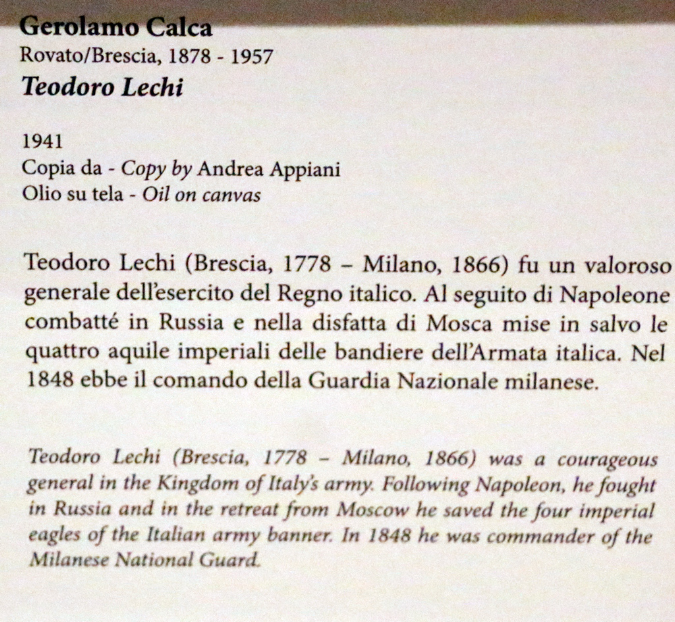 Gerolamo Calca
Rovato/Brescia, 1878 - 1957
Teodoro Lechi
1941
Copia da - Copy by Andrea Appiani
Olio su tela - Oil on canvas
Teodoro Lechi (Brescia, 1778 – Milano, 1866) fu un valoroso
generale dell'esercito del Regno italico. Al seguito di Napoleone
combatté in Russia e nella disfatta di Mosca mise in salvo le
quattro aquile imperiali delle bandiere dell'Armata italica. Nel
1848 ebbe il comando della Guardia Nazionale milanese.
Teodoro Lechi (Brescia, 1778 – Milano, 1866) was a courageous
general in the Kingdom of Italy's army. Following Napoleon, he fought
in Russia and in the retreat from Moscow he saved the four imperial
eagles of the Italian army banner. In 1848 he was commander of the
Milanese National Guard.